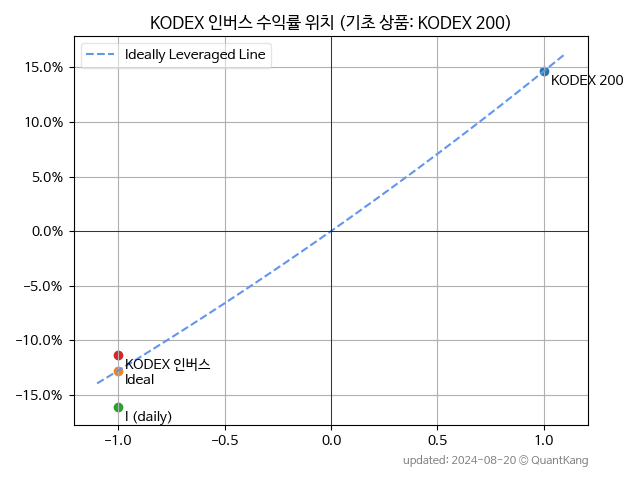 KODEX 인버스 수익률 위치 (기초 상품: KODEX 200)
Ideally Leveraged Line
15.0%
10.0%
5.0%
0.0%
−5.0%
−10.0%
−15.0%
KODEX 200
KODEX 인버스
Ideal
I (daily)
−1.0
−0.5
0.0
0.5
1.0
updated: 2024-08-20 © QuantKang